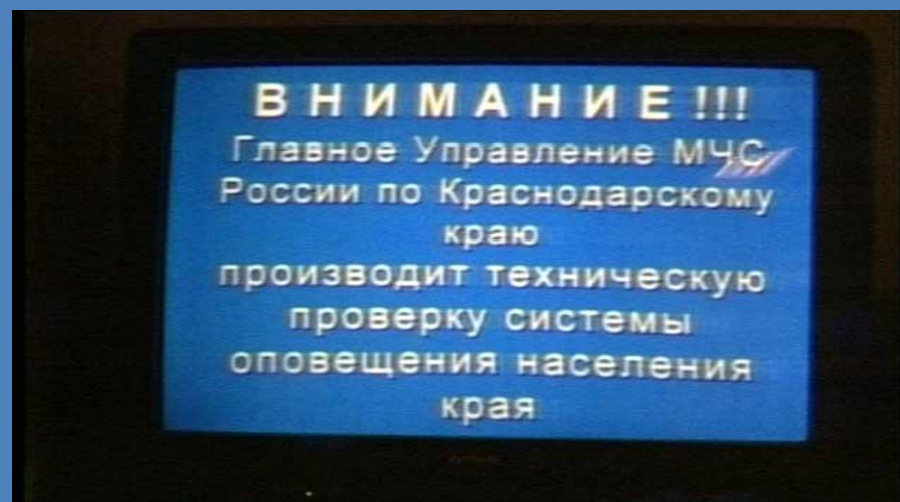 ВНИМАНИЕ!!!
Главное Управление МЧС
России по Краснодарскому
краю
производит техническую
проверку системы
оповещения населения
края